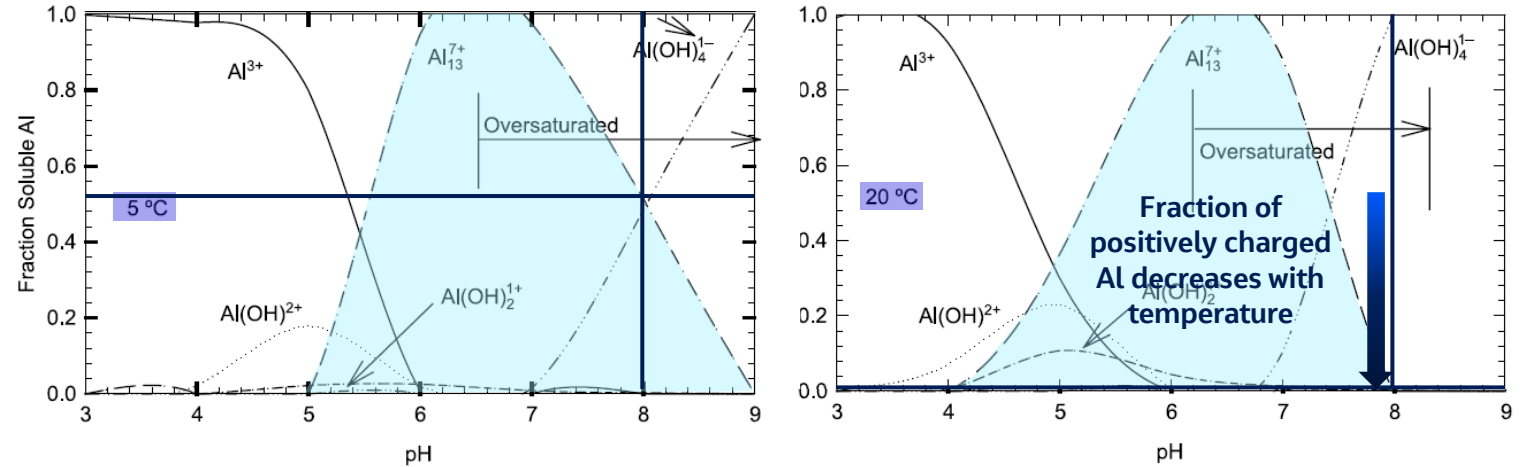 Fraction Soluble Al
1.0
0.8
0.6
0.4
0.2
0.0
3 4 5 6 7 8 9
pH
5 ºC
Al³⁺
Al₁₃⁷⁺
Al(OH)₄¹⁻
Oversaturated
Al(OH)²⁺
Al(OH)₂¹⁺
1.0
0.8
0.6
0.4
0.2
0.0
3 4 5 6 7 8 9
pH
20 ºC
Al³⁺
Al₁₃⁷⁺
Al(OH)₄¹⁻
Oversaturated
Al(OH)²⁺
Al(OH)₂
Fraction of
positively charged
Al decreases with
temperature